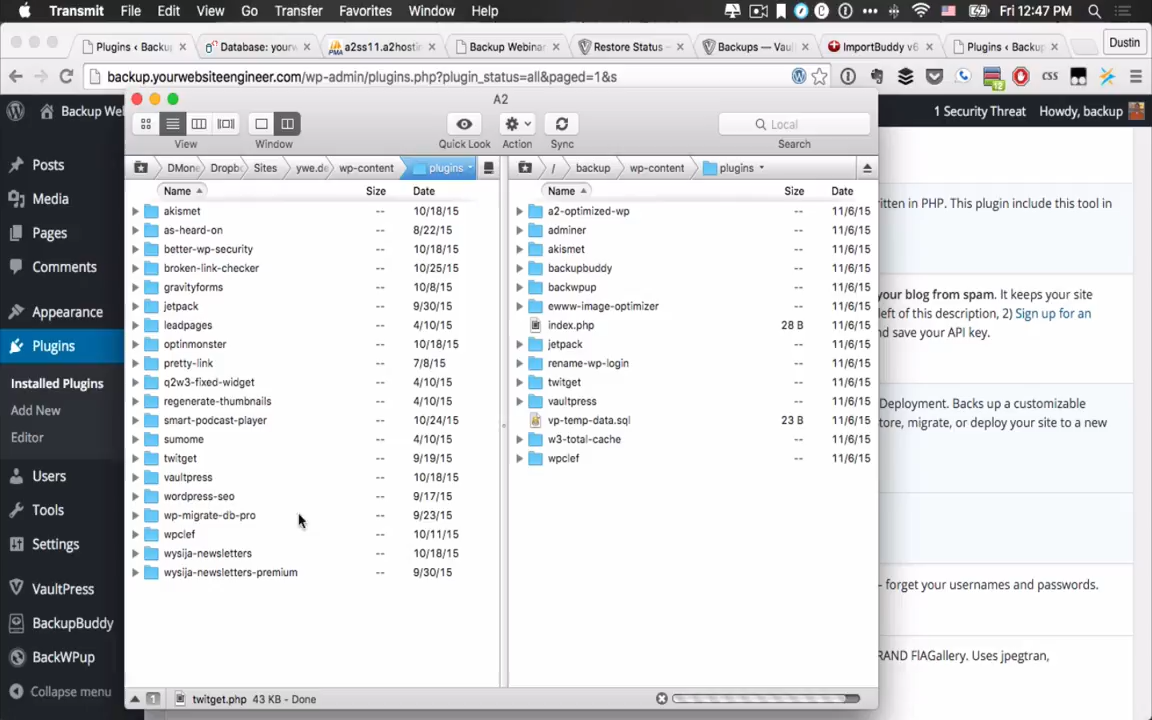 Transmit File Edit View Go Transfer Favorites Window Help Fri 12:47 PM
Plugins ‹ Backup Database: yourw a2ss11.a2hostin Backup Webinar Restore Status – Backups — Vaul ImportBuddy v6 Plugins ‹ Backup Dustin
backup.yourwebsiteengineer.com/wp-admin/plugins.php?plugin_status=all&paged=1&s
Backup Wel 1 Security Threat Howdy, backup
Posts
Media
Pages
Comments
Appearance
Plugins
Installed Plugins
Add New
Editor
Users
Tools
Settings
VaultPress
BackupBuddy
BackWPup
Collapse menu
A2
View Window Quick Look Action Sync Local Search
DMon Dropb Sites ywe.de wp-content plugins
/ backup wp-content plugins
Name Size Date
akismet -- 10/18/15
as-heard-on -- 8/22/15
better-wp-security -- 10/18/15
broken-link-checker -- 10/25/15
gravityforms -- 10/8/15
jetpack -- 9/30/15
leadpages -- 4/10/15
optinmonster -- 10/18/15
pretty-link -- 7/8/15
q2w3-fixed-widget -- 4/10/15
regenerate-thumbnails -- 4/10/15
smart-podcast-player -- 10/24/15
sumome -- 4/10/15
twitget -- 9/19/15
vaultpress -- 10/18/15
wordpress-seo -- 9/17/15
wp-migrate-db-pro -- 9/23/15
wpclef -- 10/11/15
wysija-newsletters -- 10/18/15
wysija-newsletters-premium -- 9/30/15
Name Size Date
a2-optimized-wp -- 11/6/15
adminer -- 11/6/15
akismet -- 11/6/15
backupbuddy -- 11/6/15
backwpup -- 11/6/15
ewww-image-optimizer -- 11/6/15
index.php 28 B 11/6/15
jetpack -- 11/6/15
rename-wp-login -- 11/6/15
twitget -- 11/6/15
vaultpress -- 11/6/15
vp-temp-data.sql 23 B 11/6/15
w3-total-cache -- 11/6/15
wpclef -- 11/6/15
1 twitget.php 43 KB - Done
written in PHP. This plugin include this tool in
your blog from spam. It keeps your site
left of this description, 2) Sign up for an
and save your API key.
Deployment. Backs up a customizable
store, migrate, or deploy your site to a new
- forget your usernames and passwords.
RAND FlAGallery. Uses jpegtran,